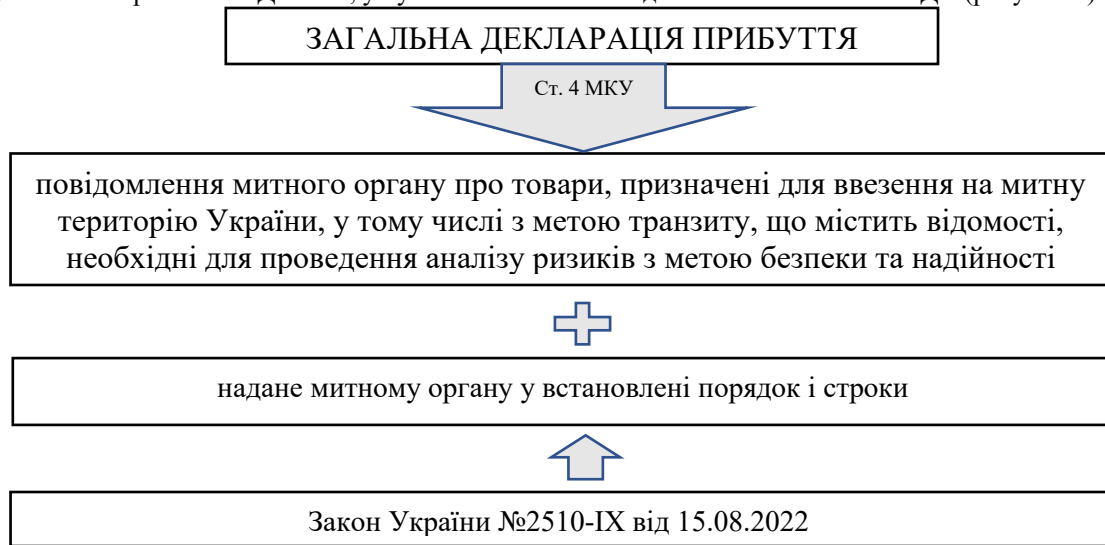 ЗАГАЛЬНА ДЕКЛАРАЦІЯ ПРИБУТТЯ
Ст. 4 МКУ
повідомлення митного органу про товари, призначені для ввезення на митну
територію України, у тому числі з метою транзиту, що містить відомості,
необхідні для проведення аналізу ризиків з метою безпеки та надійності
надане митному органу у встановлені порядок і строки
Закон України №2510-IX від 15.08.2022